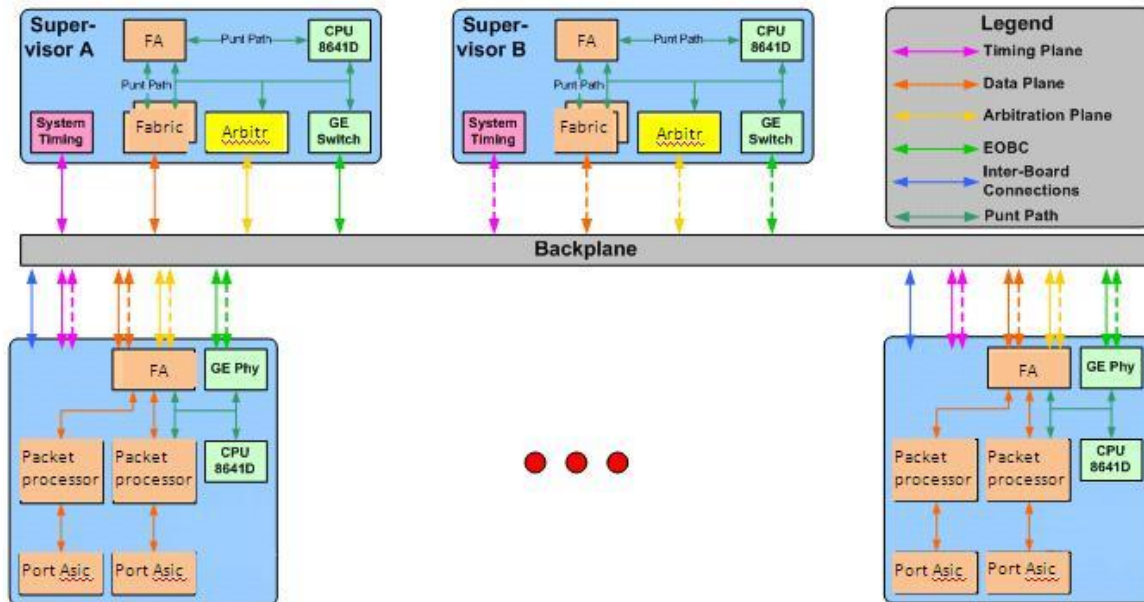 Super-
visor A
FA
Punt Path
CPU
8641D
Punt Path
System
Timing
Fabric
Arbitr
GE
Switch
Super-
visor B
FA
Punt Path
CPU
8641D
Punt Path
System
Timing
Fabric
Arbitr
GE
Switch
Legend
Timing Plane
Data Plane
Arbitration Plane
EOBC
Inter-Board
Connections
Punt Path
Backplane
FA
GE Phy
Packet
processor
Packet
processor
CPU
8641D
Port Asic
Port Asic
FA
GE Phy
Packet
processor
Packet
processor
CPU
8641D
Port Asic
Port Asic